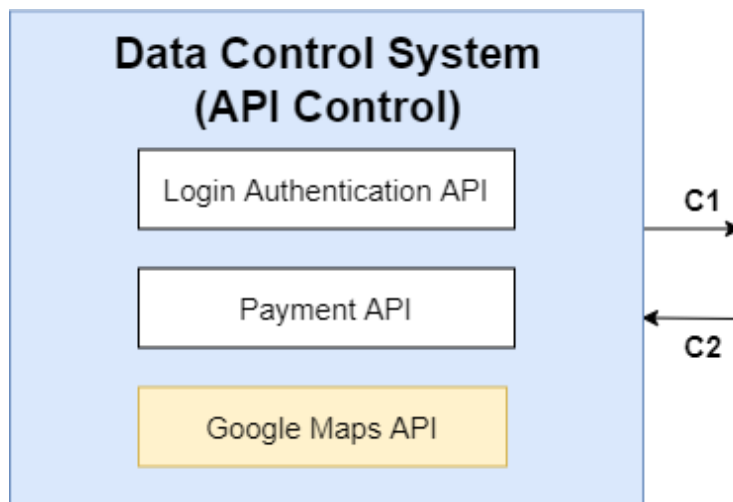 Data Control System
(API Control)
Login Authentication API
C1
Payment API
C2
Google Maps API